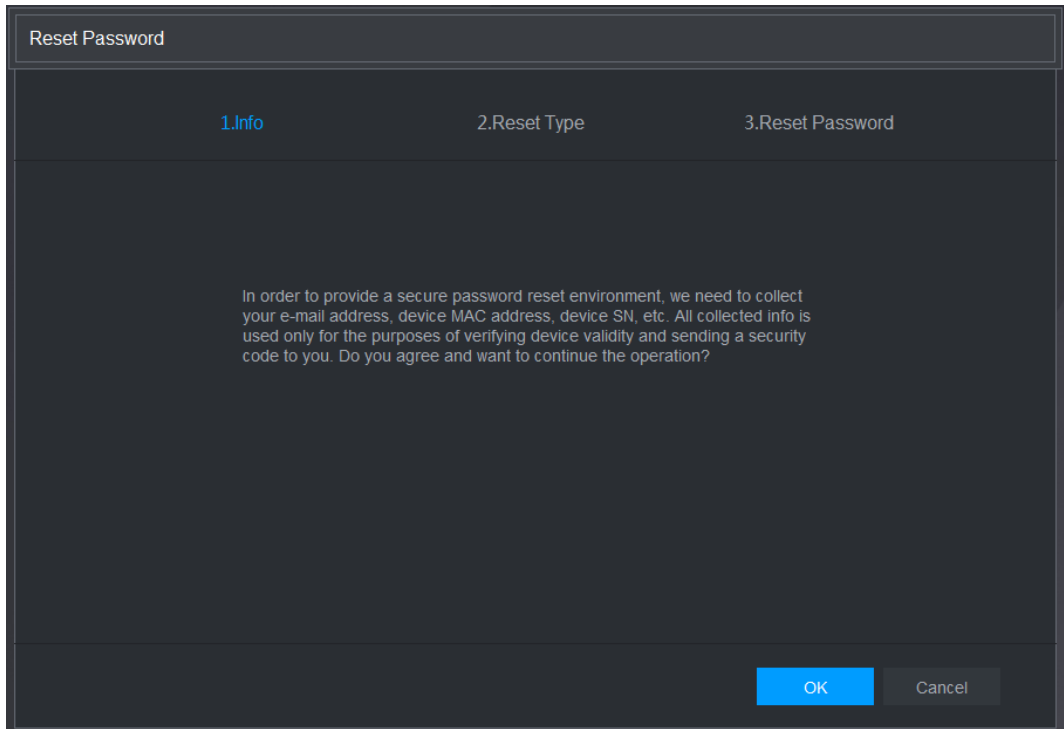 Reset Password
1.Info
2.Reset Type
3.Reset Password
In order to provide a secure password reset environment, we need to collect
your e-mail address, device MAC address, device SN, etc. All collected info is
used only for the purposes of verifying device validity and sending a security
code to you. Do you agree and want to continue the operation?
OK
Cancel